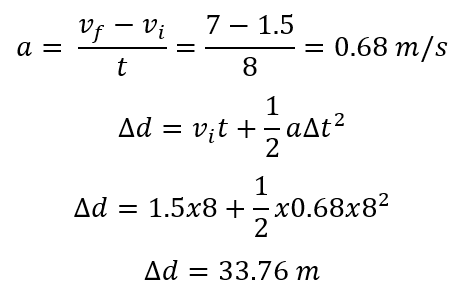 a = (v_f − v_i)/t = (7 − 1.5)/8 = 0.68 m/s
Δd = v_i t + 1/2 aΔt²
Δd = 1.5x8 + 1/2 x0.68x8²
Δd = 33.76 m